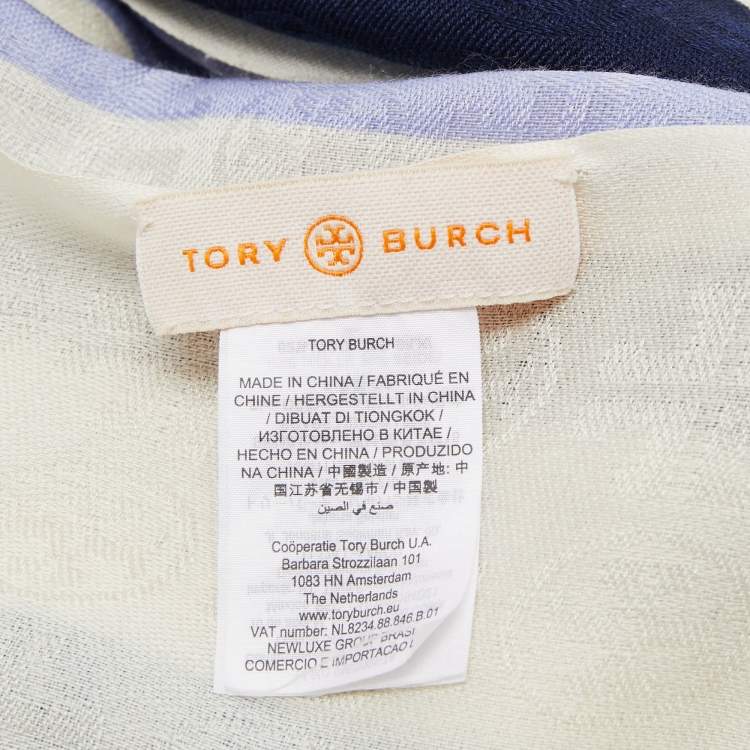 TORY BURCH
TORY BURCH
MADE IN CHINA / FABRIQUÉ EN
CHINE / HERGESTELLT IN CHINA
/ DIBUAT DI TIONGKOK /
ИЗГОТОВЛЕНО В КИТАЕ /
HECHO EN CHINA / PRODUZIDO
NA CHINA / 中國製造 / 原产地: 中
国江苏省无锡市 / 中国製
صنع في الصين
Coöperatie Tory Burch U.A.
Barbara Strozzilaan 101
1083 HN Amsterdam
The Netherlands
www.toryburch.eu
VAT number: NL8234.88.846.B.01
NEWLUXE GROUP BRASI
COMERCIO E IMPORTACAO